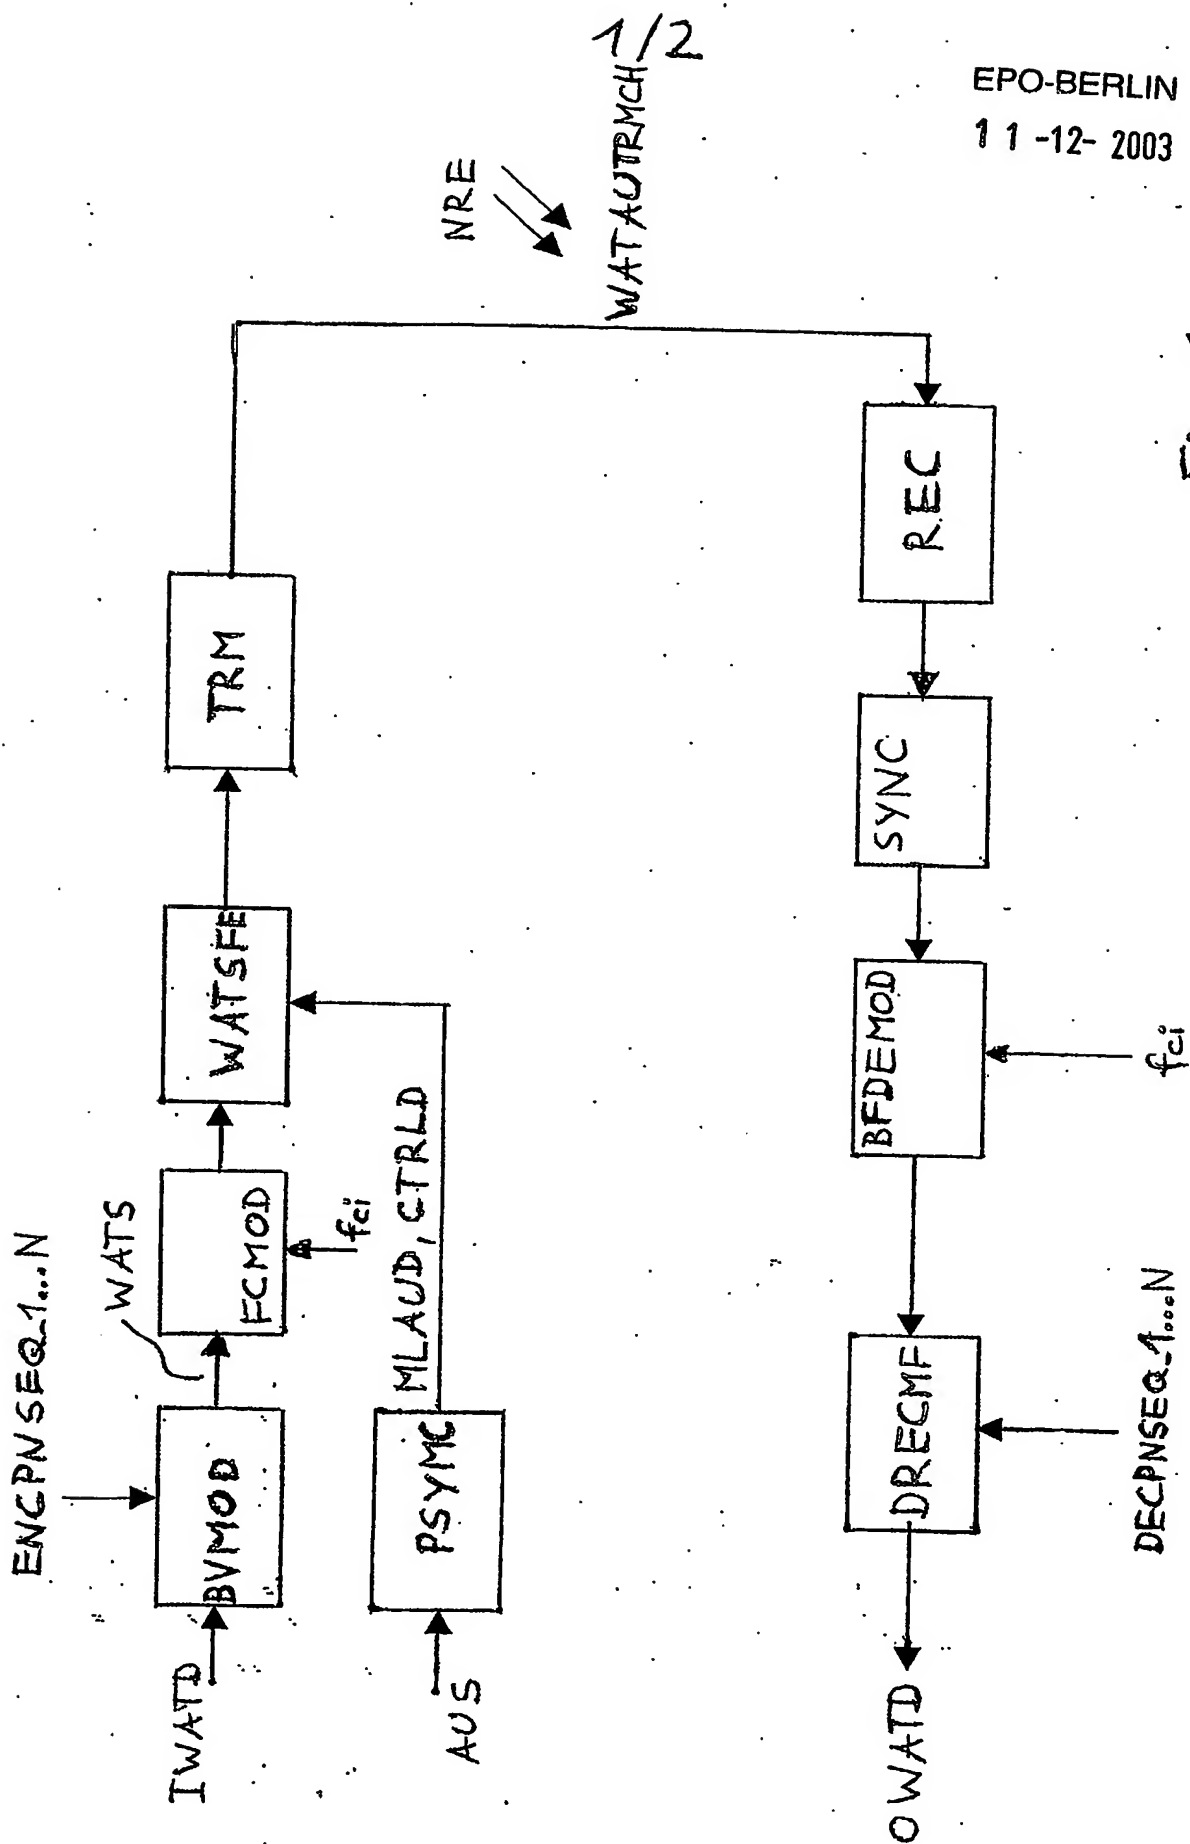 1/2
EPO-BERLIN
11-12-2003
IWATD
ENCPNSEQ_1...N
BVMOD
WATS
FCMOD
fci
WATSFE
TRM
AUS
PSYMC
MLAUD, CTRLD
NRE
WATAUTRMCH
REC
SYNC
BFDEMOD
fci
DRECMF
DECPNSEQ_1...N
OWATD